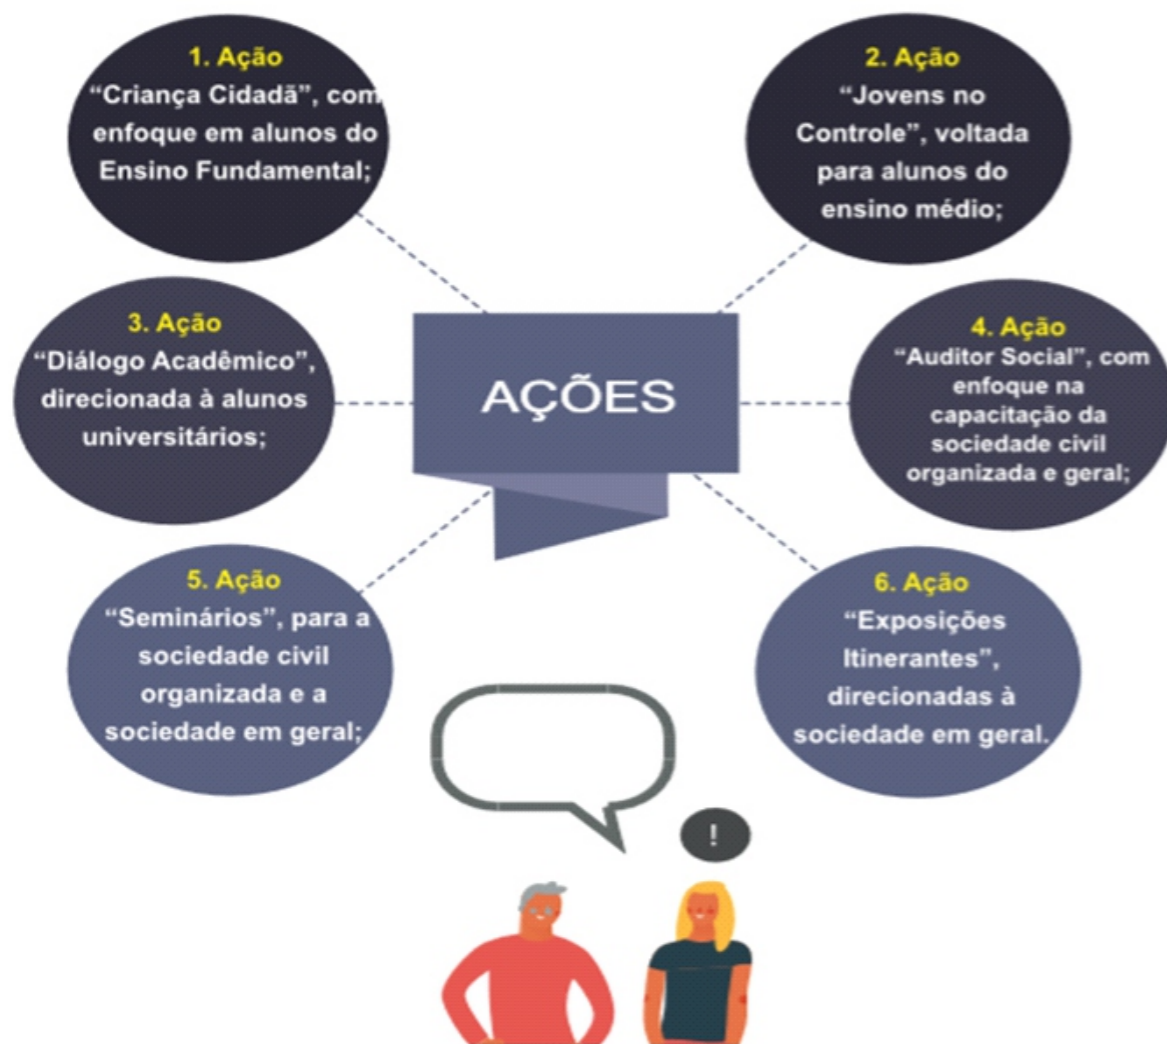 1. Ação
“Criança Cidadã”, com
enfoque em alunos do
Ensino Fundamental;
2. Ação
“Jovens no
Controle”, voltada
para alunos do
ensino médio;
3. Ação
“Diálogo Acadêmico”,
direcionada à alunos
universitários;
AÇÕES
4. Ação
“Auditor Social”, com
enfoque na
capacitação da
sociedade civil
organizada e geral;
5. Ação
“Seminários”, para a
sociedade civil
organizada e a
sociedade em geral;
6. Ação
“Exposições
Itinerantes”,
direcionadas à
sociedade em geral.
!